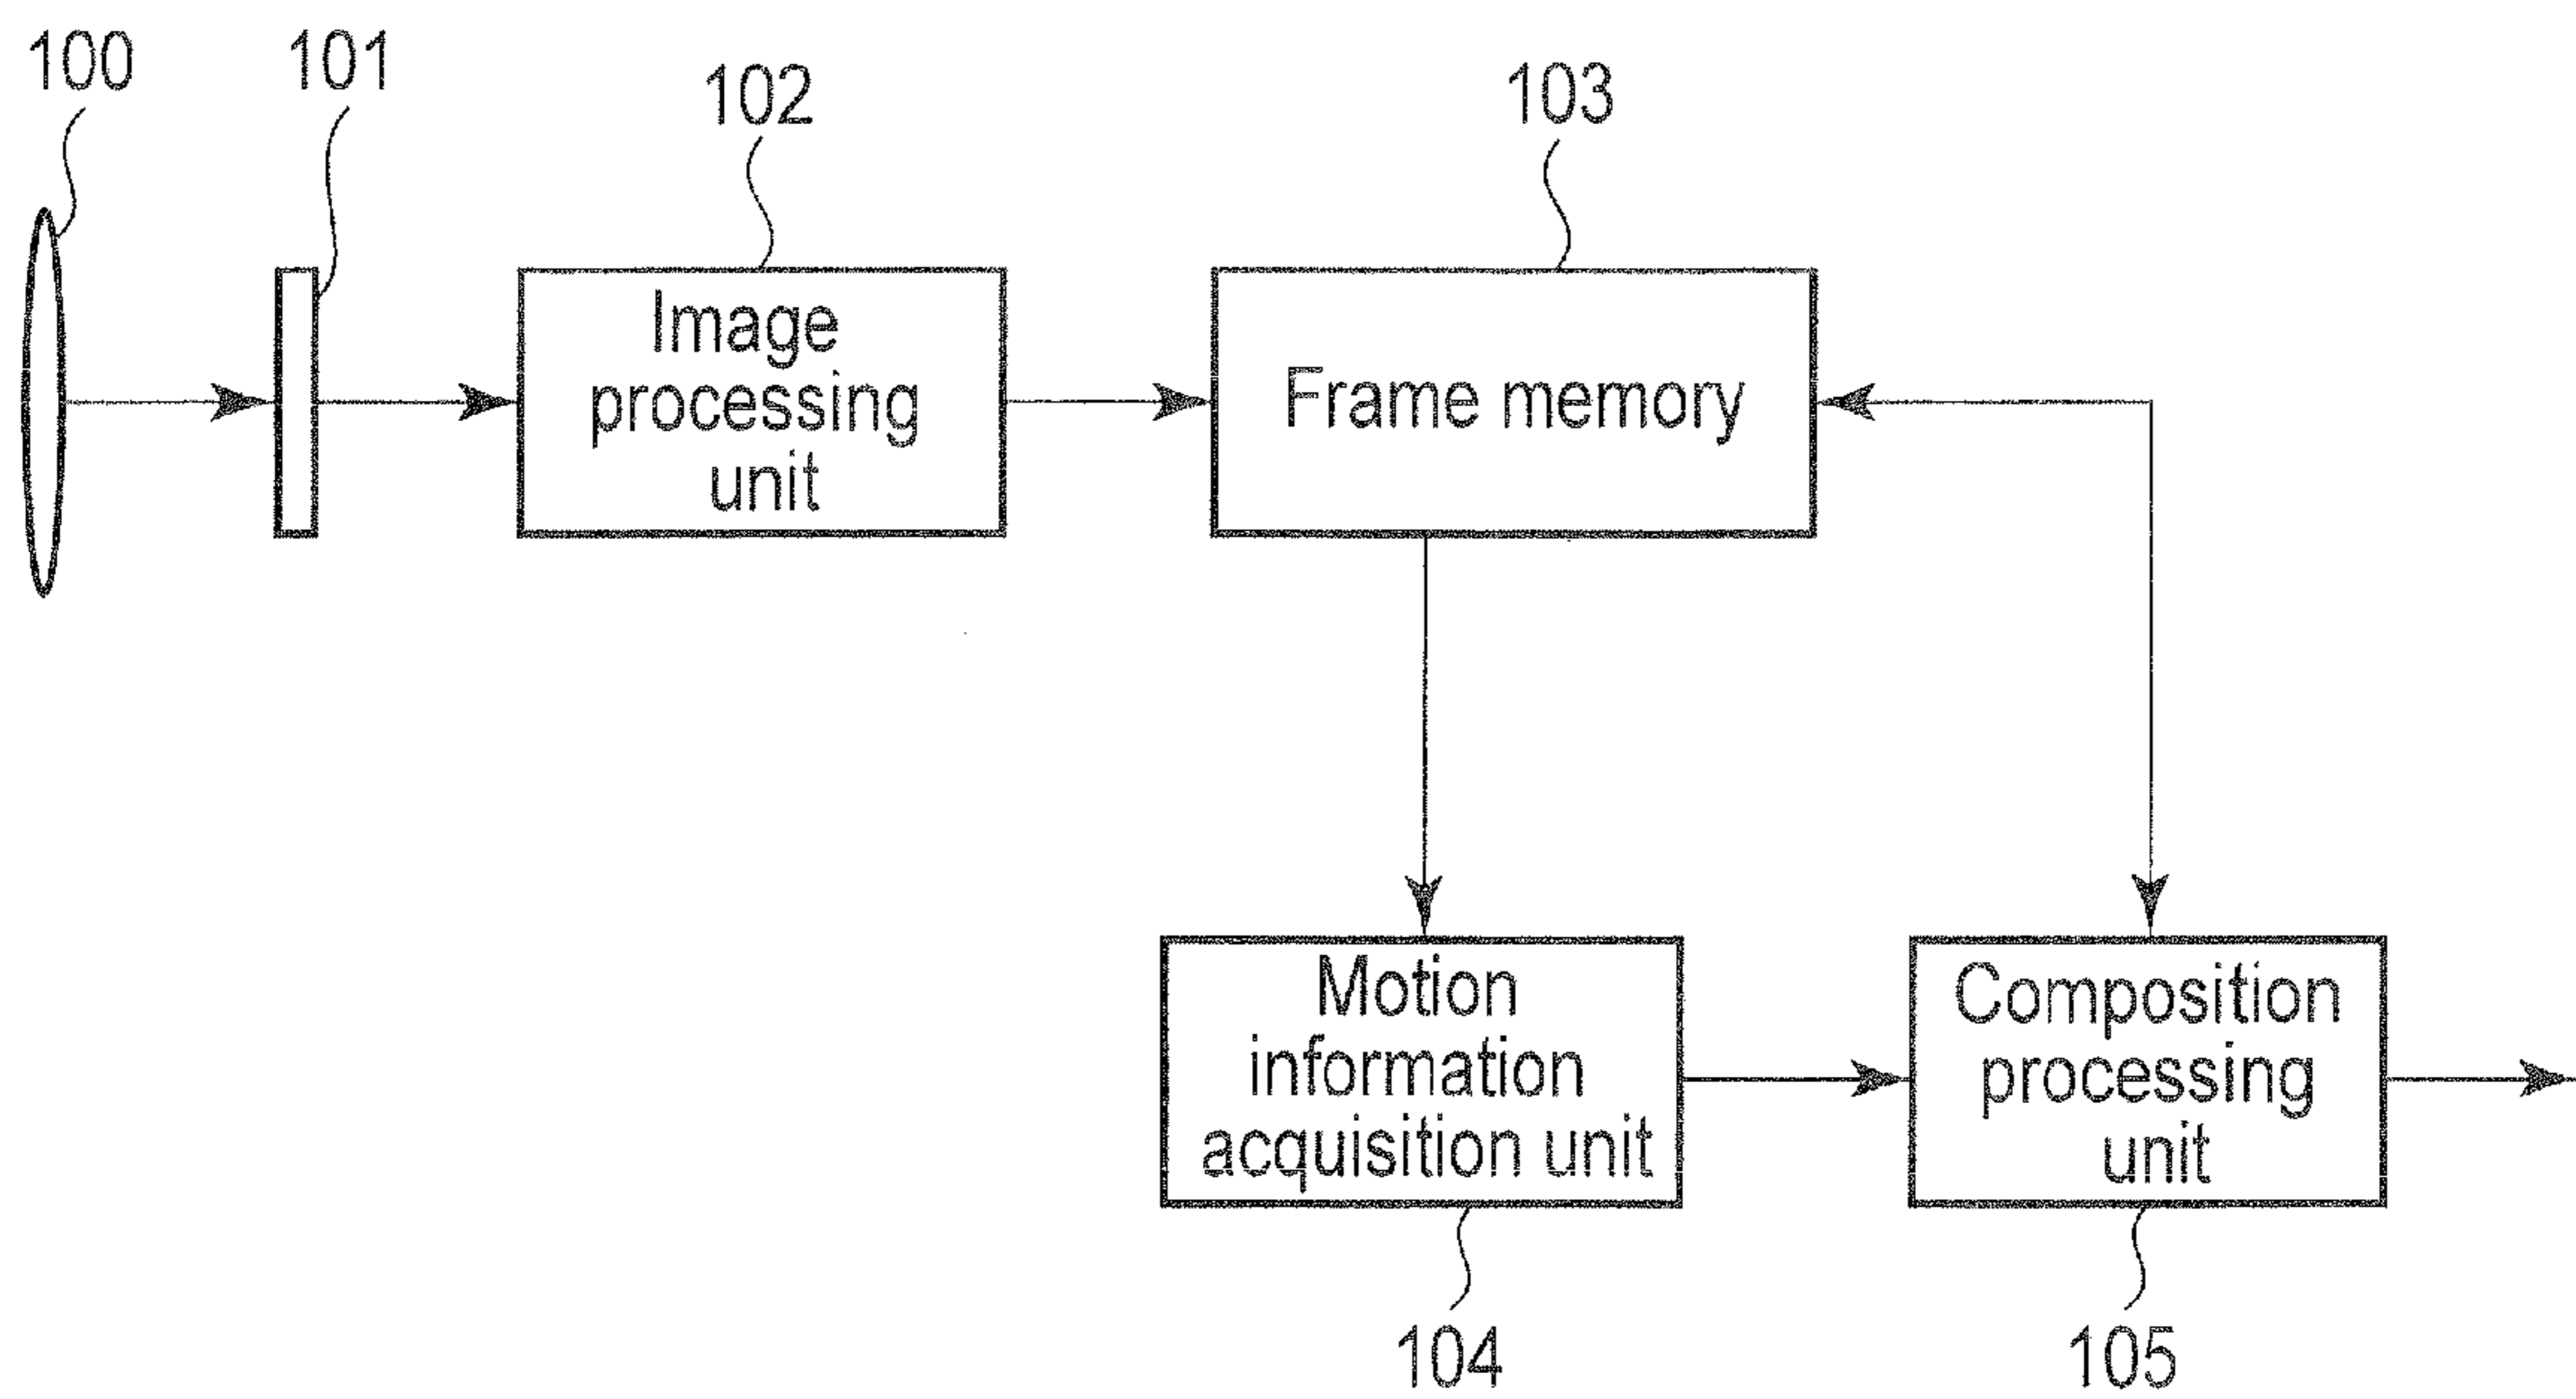 100
101
102
103
Image
processing
unit
Frame memory
Motion
information
acquisition unit
Composition
processing
unit
104
105